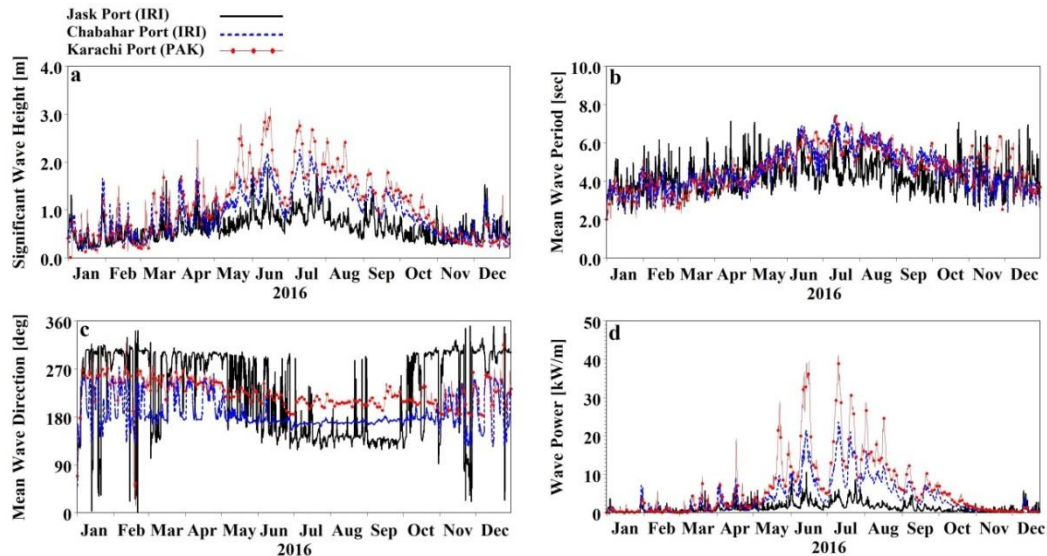 Jask Port (IRI)
Chabahar Port (IRI)
Karachi Port (PAK)
a
Significant Wave Height [m]
4.0
3.0
2.0
1.0
0.0
Jan Feb Mar Apr May Jun Jul Aug Sep Oct Nov Dec
2016
b
Mean Wave Period [sec]
10.0
8.0
6.0
4.0
2.0
0.0
Jan Feb Mar Apr May Jun Jul Aug Sep Oct Nov Dec
2016
c
Mean Wave Direction [deg]
360
270
180
90
0
Jan Feb Mar Apr May Jun Jul Aug Sep Oct Nov Dec
2016
d
Wave Power [kW/m]
50
40
30
20
10
0
Jan Feb Mar Apr May Jun Jul Aug Sep Oct Nov Dec
2016